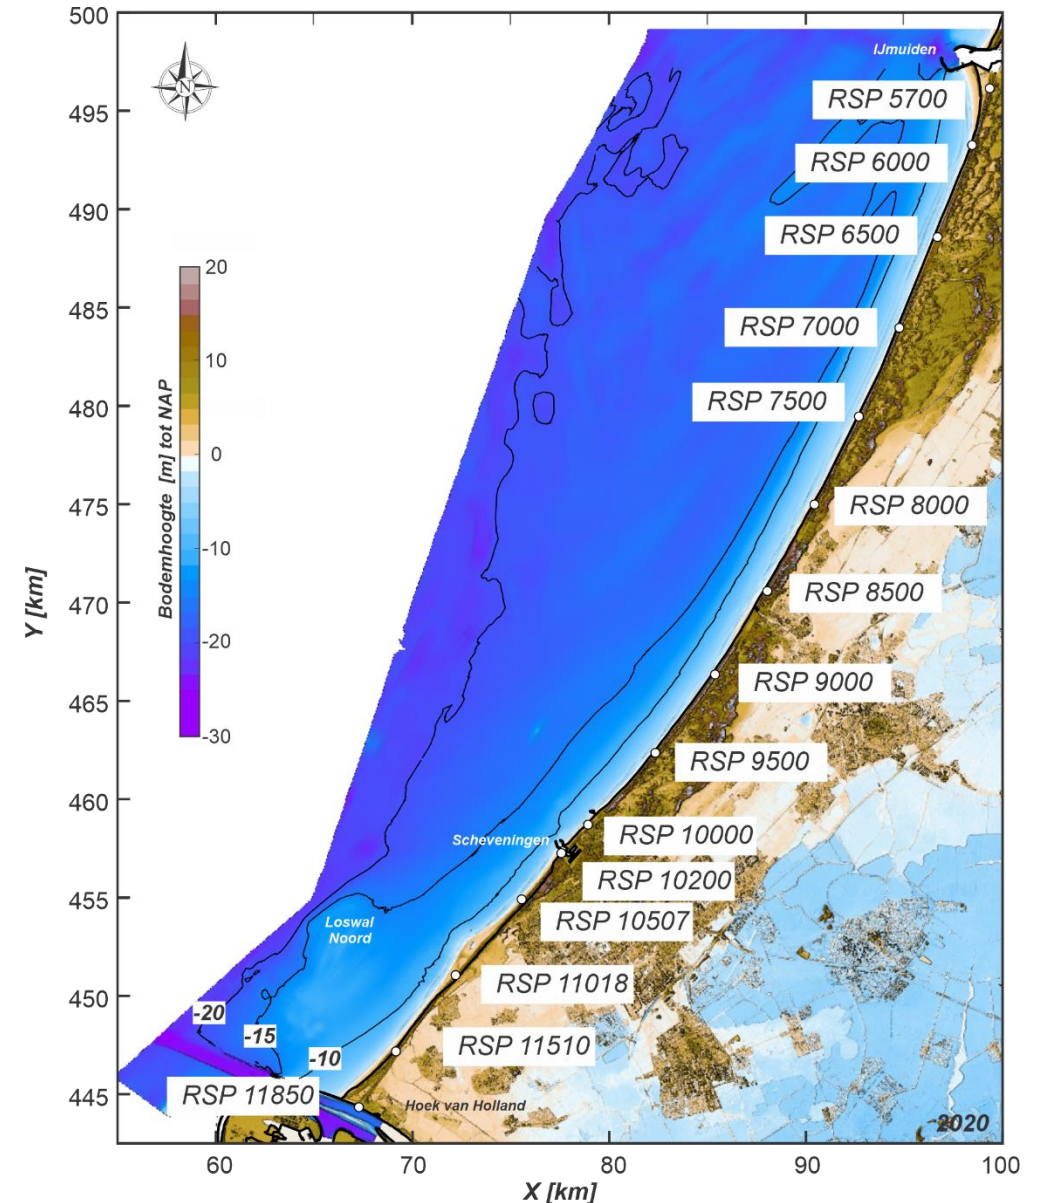 500
495
490
485
480
475
470
465
460
455
450
445
Y [km]
60
70
80
90
100
X [km]
N
Bodemhoogte [m] tot NAP
20
10
0
-10
-20
-30
IJmuiden
RSP 5700
RSP 6000
RSP 6500
RSP 7000
RSP 7500
RSP 8000
RSP 8500
RSP 9000
RSP 9500
Scheveningen
RSP 10000
RSP 10200
RSP 10507
Loswal
Noord
RSP 11018
-20
-15
-10
RSP 11510
RSP 11850
Hoek van Holland
2020